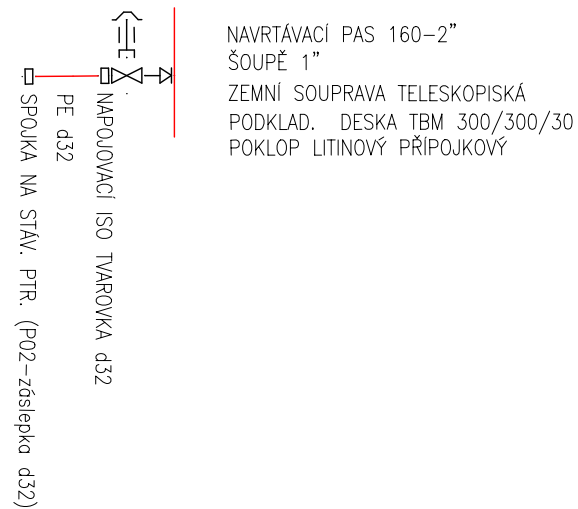 NAVRTÁVACÍ PAS 160-2"
ŠOUPĚ 1"
ZEMNÍ SOUPRAVA TELESKOPISKÁ
PODKLAD. DESKA TBM 300/300/30
POKLOP LITINOVÝ PŘÍPOJKOVÝ
NAPOJOVACÍ ISO TVAROVKA d32
PE d32
SPOJKA NA STÁV. PTR. (P02-záslepka d32)